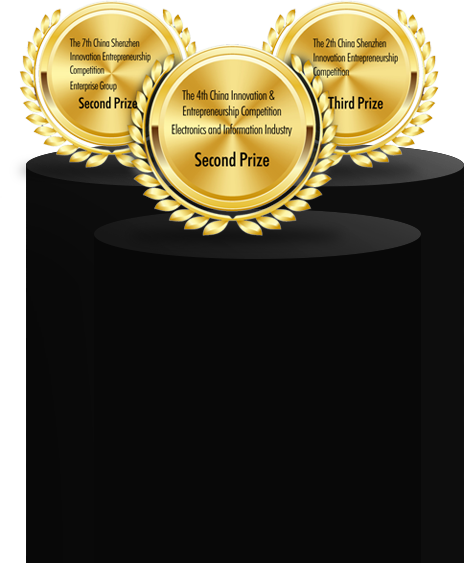 The 7th China Shenzhen
Innovation Entrepreneurship
Competition
Enterprise Group
Second Prize
The 4th China Innovation &
Entrepreneurship Competition
Electronics and Information Industry
Second Prize
The 2th China Shenzhen
Innovation Entrepreneurship
Competition
Third Prize